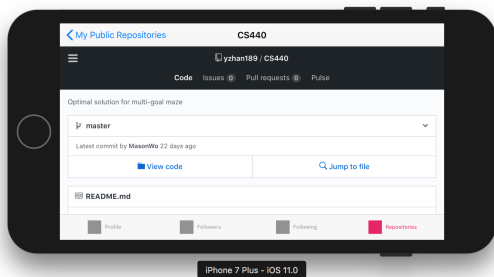 My Public Repositories CS440
yzhan189 / CS440
Code Issues 0 Pull requests 0 Pulse
Optimal solution for multi-goal maze
master
Latest commit by MasonWo 22 days ago
View code Jump to file
README.md
Profile Followers Following Repositories
iPhone 7 Plus - iOS 11.0